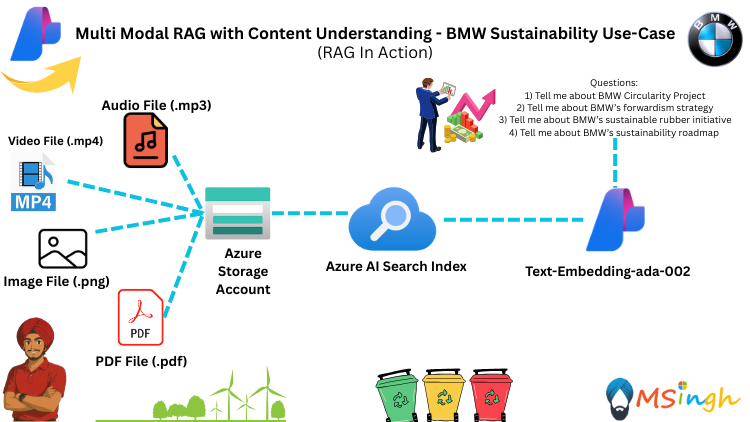 Multi Modal RAG with Content Understanding - BMW Sustainability Use-Case
(RAG In Action)
BMW
Questions:
1) Tell me about BMW Circularity Project
2) Tell me about BMW's forwardism strategy
3) Tell me about BMW's sustainable rubber initiative
4) Tell me about BMW's sustainability roadmap
Audio File (.mp3)
Video File (.mp4)
MP4
Image File (.png)
PDF
PDF File (.pdf)
Azure
Storage
Account
Azure AI Search Index
Text-Embedding-ada-002
MSingh